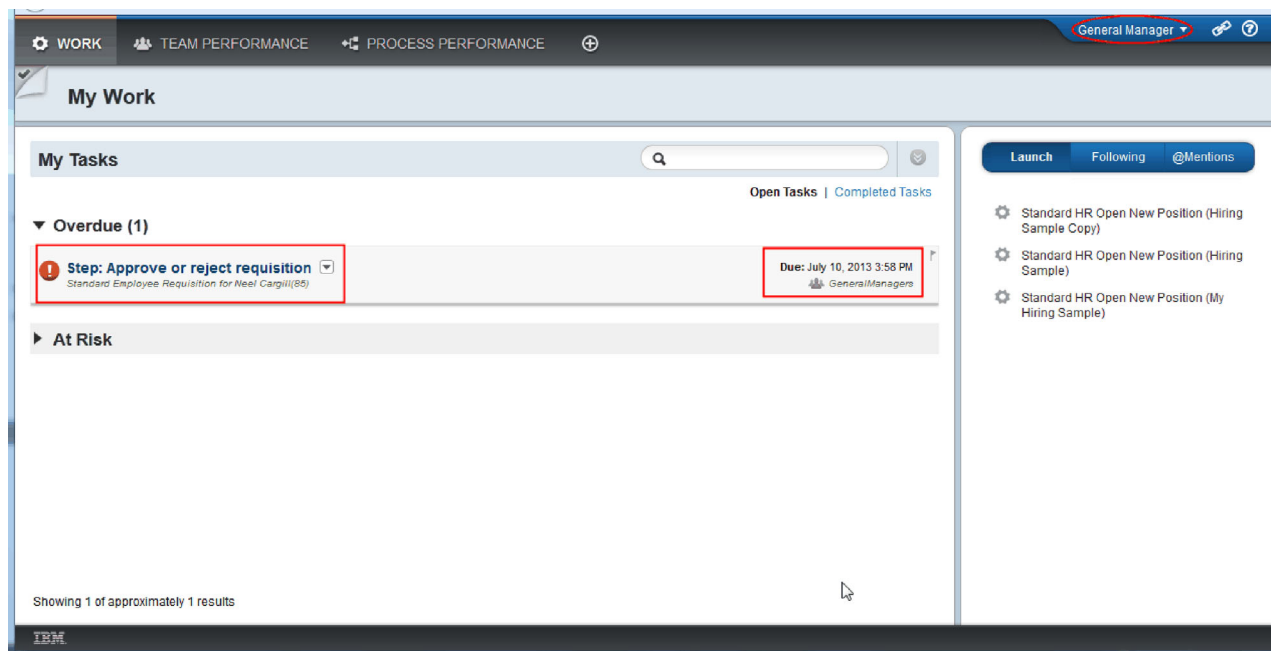 WORK
TEAM PERFORMANCE
PROCESS PERFORMANCE
General Manager
My Work
My Tasks
Open Tasks | Completed Tasks
Overdue (1)
Step: Approve or reject requisition
Standard Employee Requisition for Neel Cargill(85)
Due: July 10, 2013 3:58 PM
GeneralManagers
At Risk
Showing 1 of approximately 1 results
Launch
Following
@Mentions
Standard HR Open New Position (Hiring
Sample Copy)
Standard HR Open New Position (Hiring
Sample)
Standard HR Open New Position (My
Hiring Sample)
IBM.